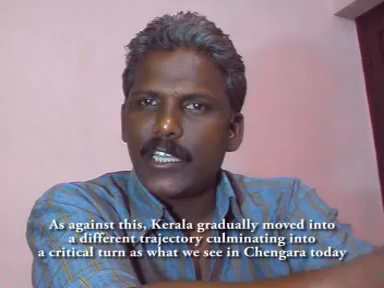 As against this, Kerala gradually moved into
a different trajectory culminating into
a critical turn as what we see in Chengara today